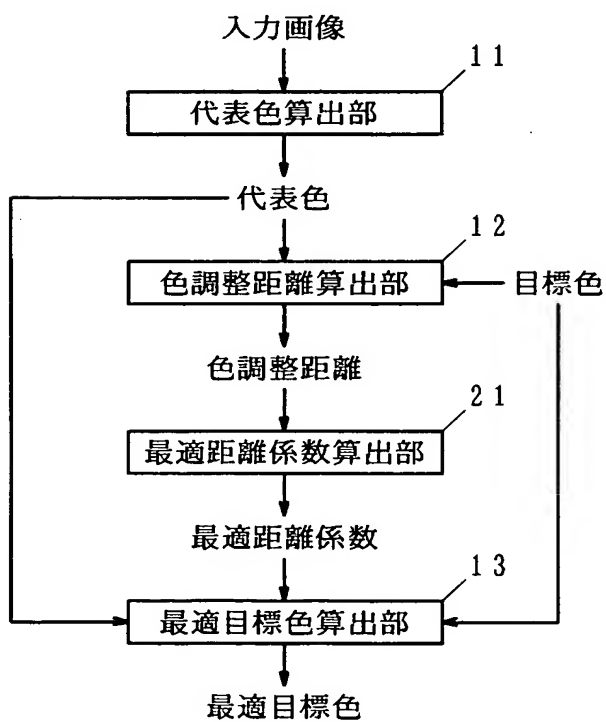 入力画像
11
代表色算出部
代表色
12
色調整距離算出部
目標色
色調整距離
21
最適距離係数算出部
最適距離係数
13
最適目標色算出部
最適目標色